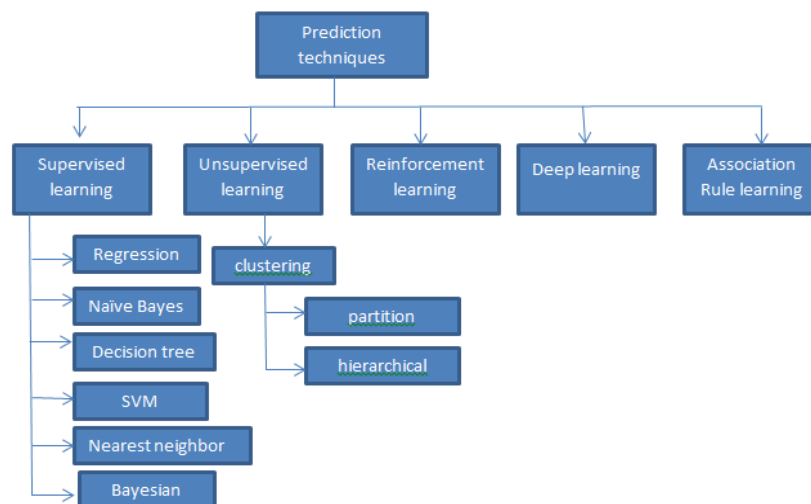 Prediction
techniques
Supervised
learning
Unsupervised
learning
Reinforcement
learning
Deep learning
Association
Rule learning
Regression
Naïve Bayes
Decision tree
SVM
Nearest neighbor
Bayesian
clustering
partition
hierarchical